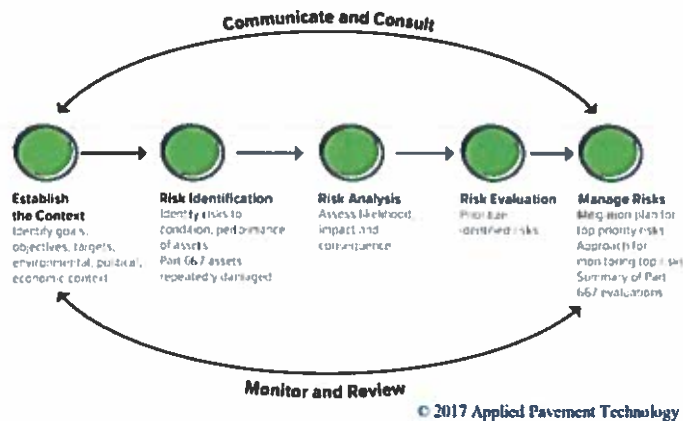 Communicate and Consult
Establish
the Context
Identify goals,
objectives, targets,
environmental, political,
economic context
Risk Identification
Identify risks to
condition, performance
of assets
Part 667 assets
repeatedly damaged
Risk Analysis
Assess likelihood
impact and
consequence
Risk Evaluation
Prioritize
identified risks
Manage Risks
Mitigation plan for
top priority risks
Approach for
monitoring top risks
Summary of Part
667 evaluations
Monitor and Review
© 2017 Applied Pavement Technology